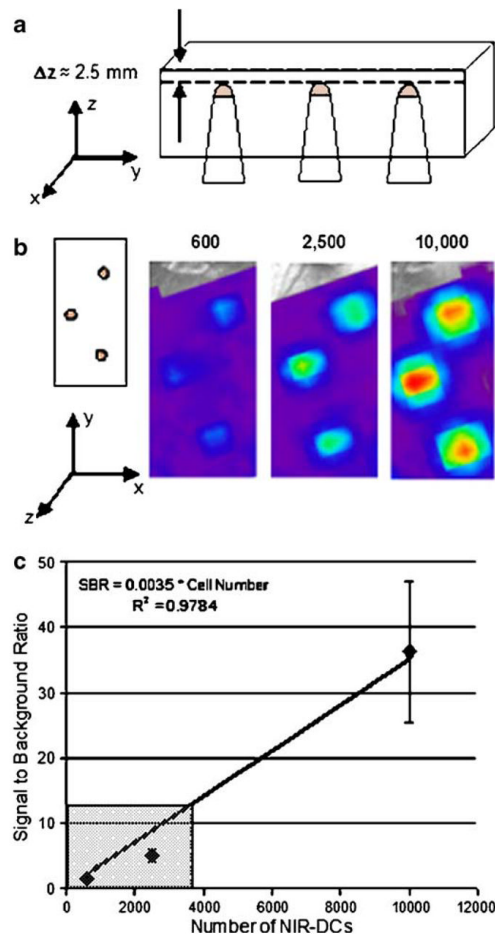 a
Δz ≈ 2.5 mm
z
y
x
b
600 2,500 10,000
y
x
z
c
SBR = 0.0035 * Cell Number
R² = 0.9784
Signal to Background Ratio
50
40
30
20
10
0
0 2000 4000 6000 8000 10000 12000
Number of NIR-DCs